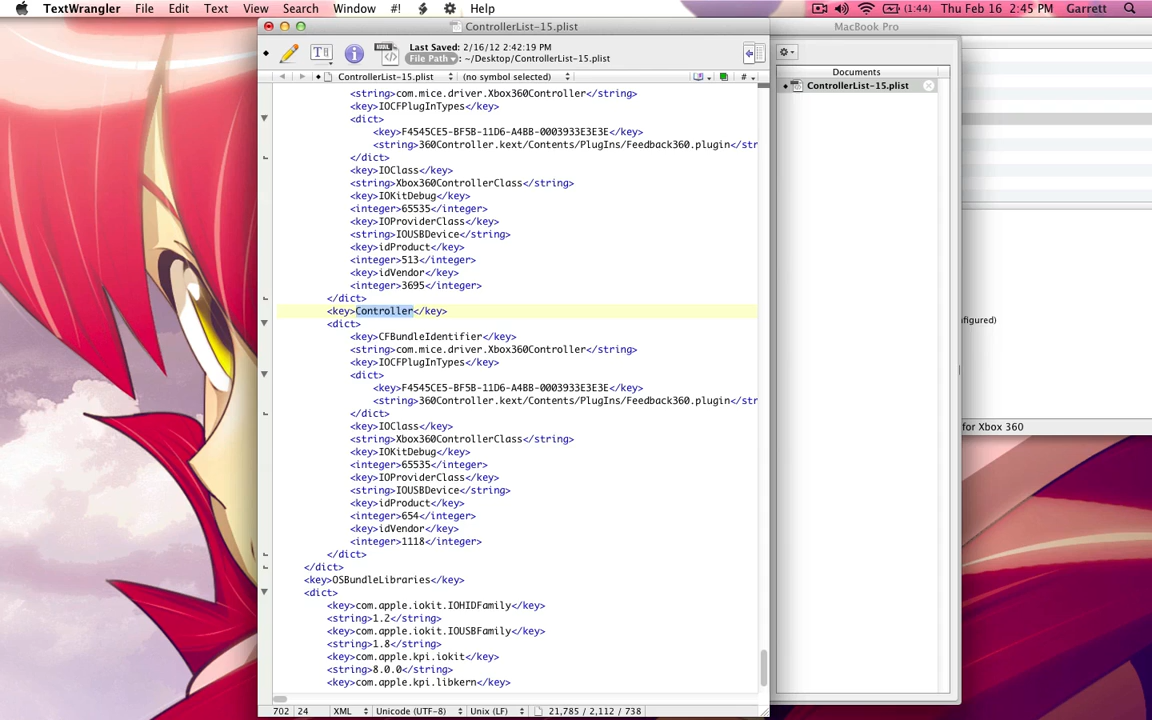 TextWrangler File Edit Text View Search Window #! Help (1:44) Thu Feb 16 2:45 PM Garrett
ControllerList-15.plist
MacBook Pro
Last Saved: 2/16/12 2:42:19 PM
File Path ~/Desktop/ControllerList-15.plist
ControllerList-15.plist (no symbol selected) #
Documents
ControllerList-15.plist
<string>com.mice.driver.Xbox360Controller</string>
<key>IOCFPlugInTypes</key>
<dict>
<key>F4545CE5-BF5B-11D6-A4BB-0003933E3E3E</key>
<string>360Controller.kext/Contents/PlugIns/Feedback360.plugin</str
</dict>
<key>IOClass</key>
<string>Xbox360ControllerClass</string>
<key>IOKitDebug</key>
<integer>65535</integer>
<key>IOProviderClass</key>
<string>IOUSBDevice</string>
<key>idProduct</key>
<integer>513</integer>
<key>idVendor</key>
<integer>3695</integer>
</dict>
<key>Controller</key>
<dict>
<key>CFBundleIdentifier</key>
<string>com.mice.driver.Xbox360Controller</string>
<key>IOCFPlugInTypes</key>
<dict>
<key>F4545CE5-BF5B-11D6-A4BB-0003933E3E3E</key>
<string>360Controller.kext/Contents/PlugIns/Feedback360.plugin</str
</dict>
<key>IOClass</key>
<string>Xbox360ControllerClass</string>
<key>IOKitDebug</key>
<integer>65535</integer>
<key>IOProviderClass</key>
<string>IOUSBDevice</string>
<key>idProduct</key>
<integer>654</integer>
<key>idVendor</key>
<integer>1118</integer>
</dict>
</dict>
<key>OSBundleLibraries</key>
<dict>
<key>com.apple.iokit.IOHIDFamily</key>
<string>1.2</string>
<key>com.apple.iokit.IOUSBFamily</key>
<string>1.8</string>
<key>com.apple.kpi.iokit</key>
<string>8.0.0</string>
<key>com.apple.kpi.libkern</key>
702 24 XML Unicode (UTF-8) Unix (LF) 21,785 / 2,112 / 738
nfigured)
for Xbox 360